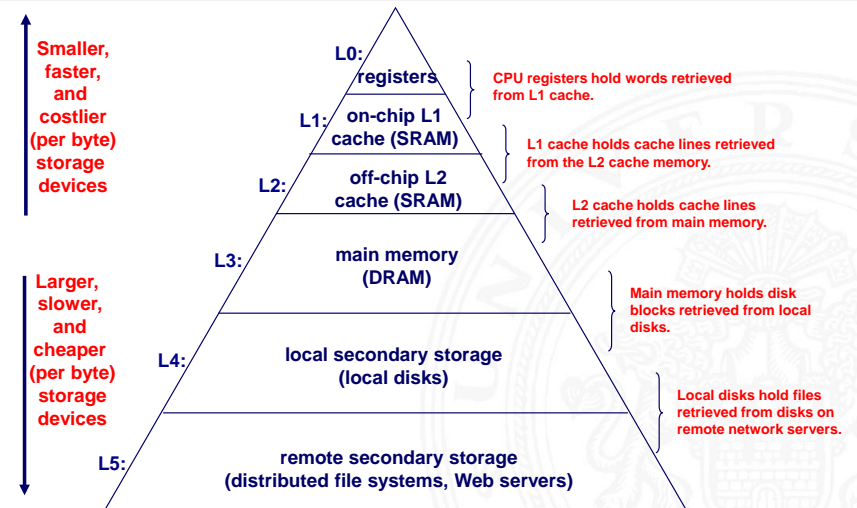 Smaller,
faster,
and
costlier
(per byte)
storage
devices
Larger,
slower,
and
cheaper
(per byte)
storage
devices
L0:
registers
CPU registers hold words retrieved
from L1 cache.
L1:
on-chip L1
cache (SRAM)
L1 cache holds cache lines retrieved
from the L2 cache memory.
L2:
off-chip L2
cache (SRAM)
L2 cache holds cache lines
retrieved from main memory.
L3:
main memory
(DRAM)
Main memory holds disk
blocks retrieved from local
disks.
L4:
local secondary storage
(local disks)
Local disks hold files
retrieved from disks on
remote network servers.
L5:
remote secondary storage
(distributed file systems, Web servers)